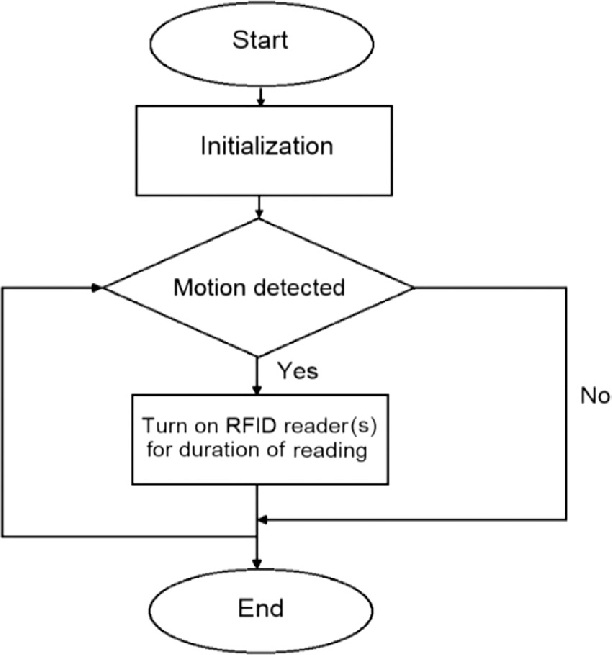 Start
Initialization
Motion detected
Yes
No
Turn on RFID reader(s)
for duration of reading
End